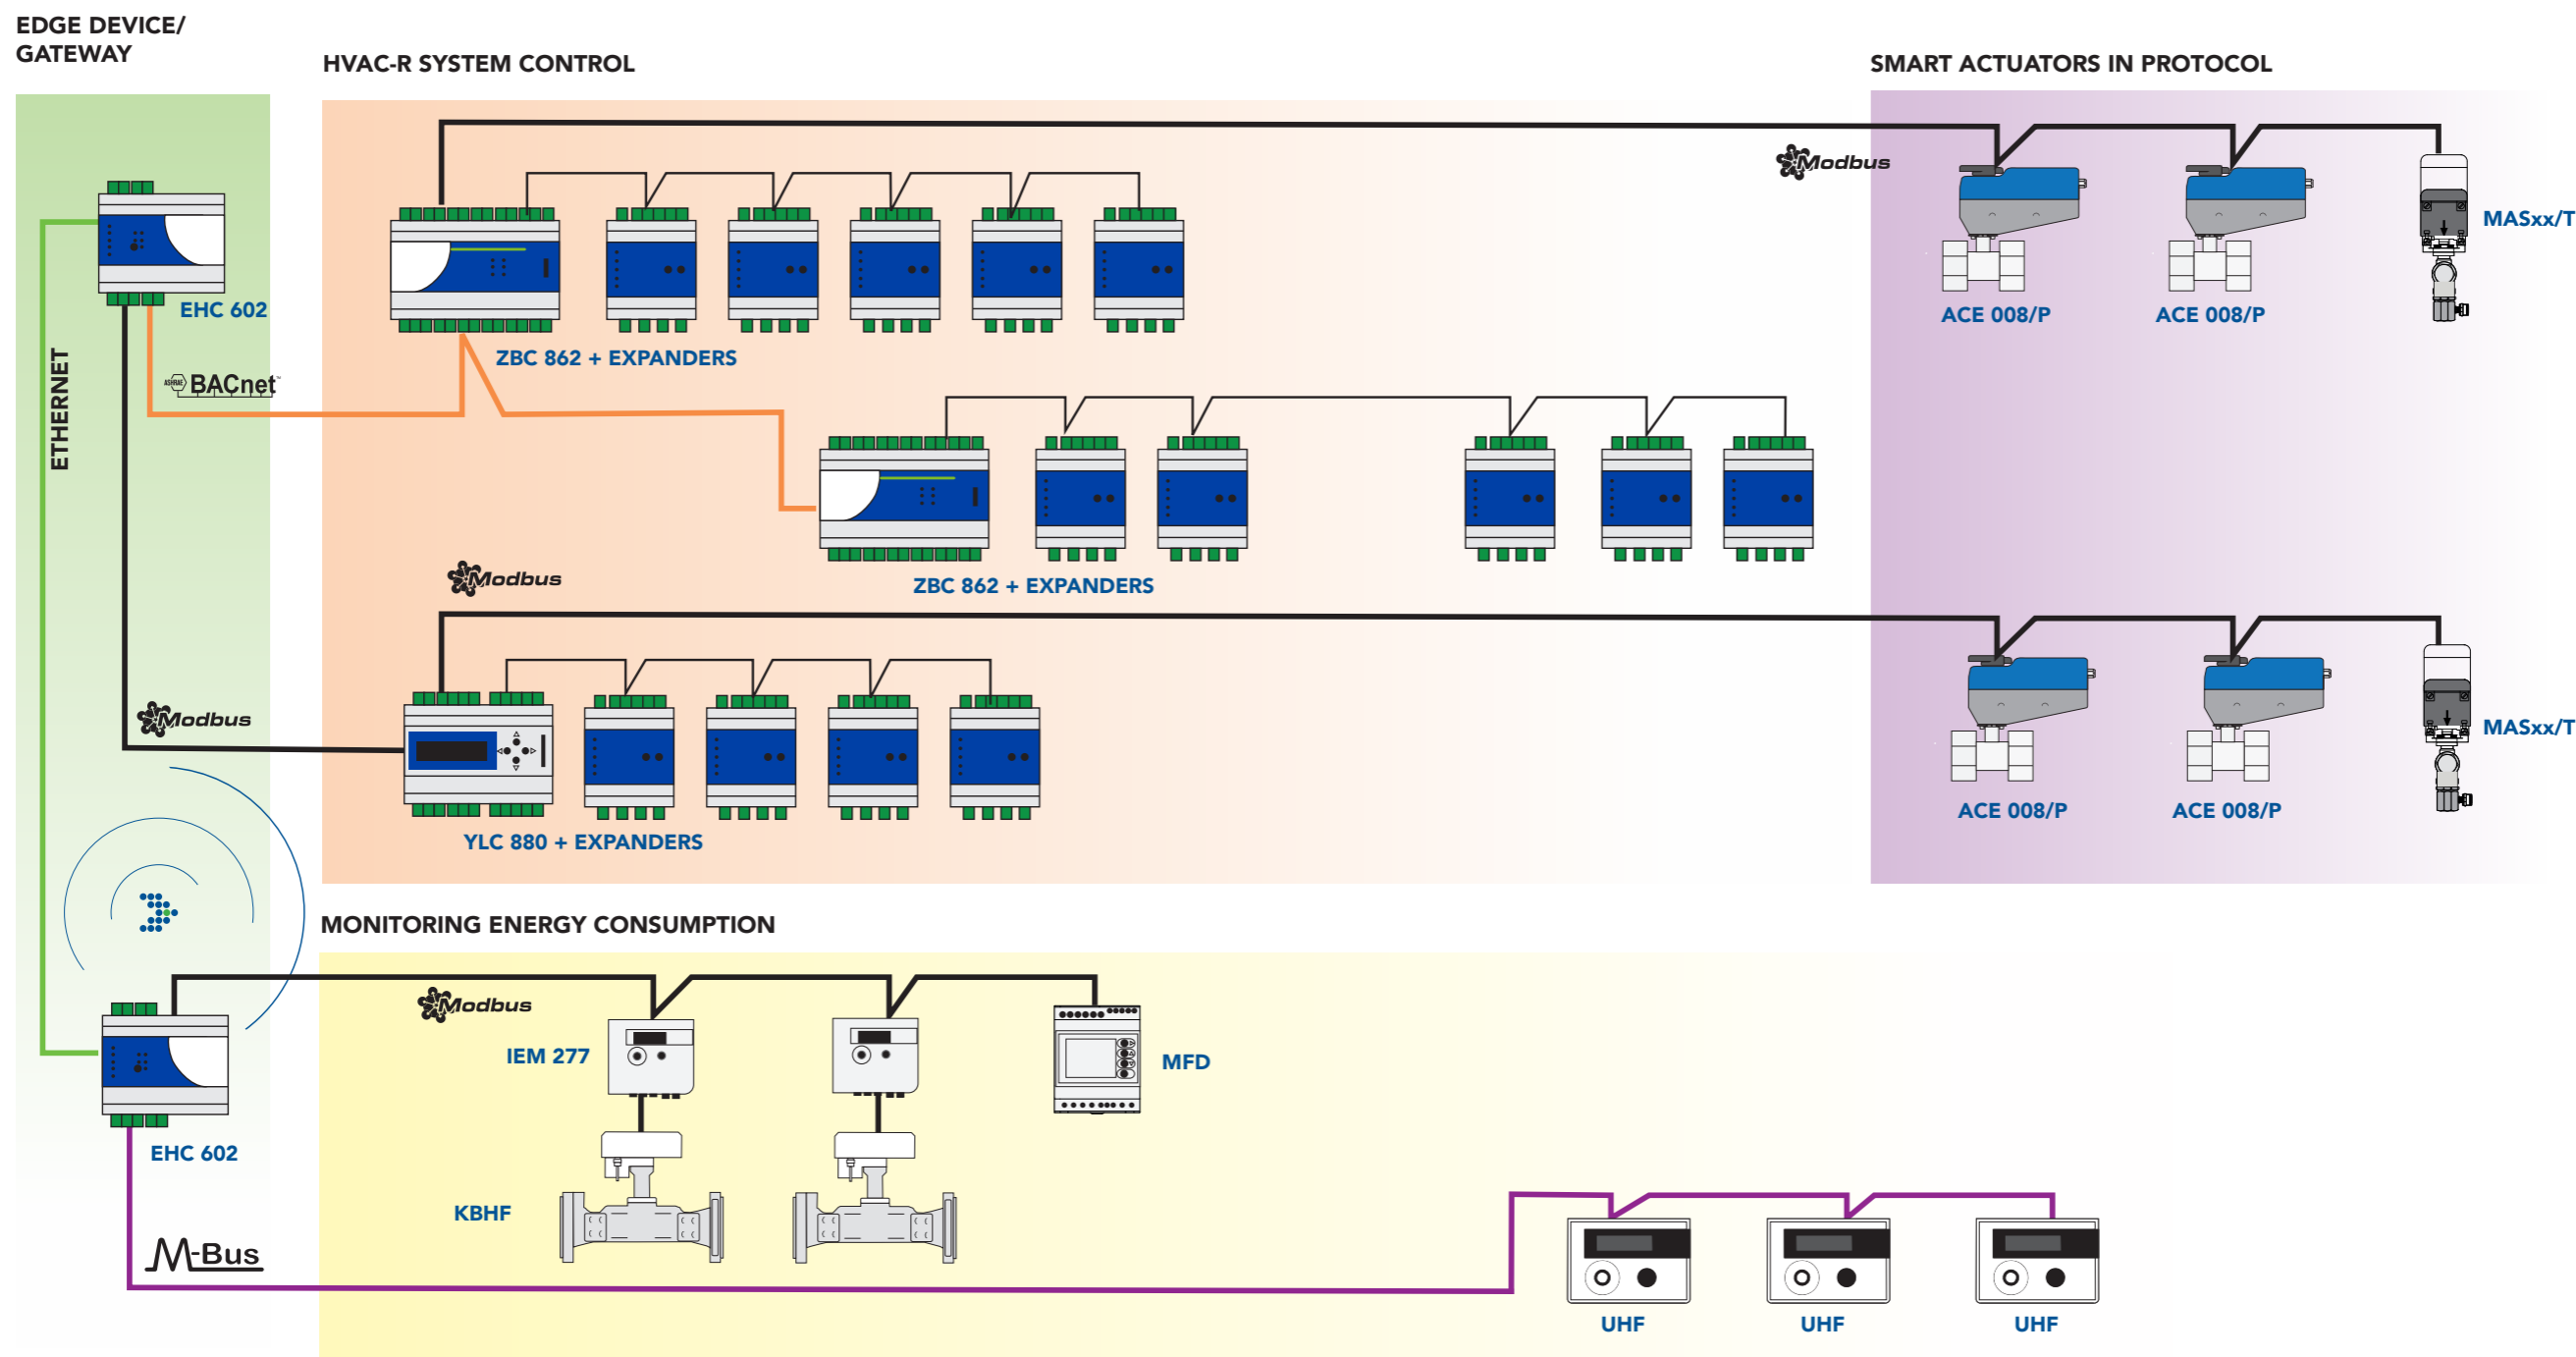 EDGE DEVICE/
GATEWAY
HVAC-R SYSTEM CONTROL
SMART ACTUATORS IN PROTOCOL
Modbus
MASxx/T
EHC 602
ACE 008/P
ACE 008/P
ETHERNET
ZBC 862 + EXPANDERS
ASHRAE BACnet™
Modbus
ZBC 862 + EXPANDERS
Modbus
MASxx/T
ACE 008/P
ACE 008/P
YLC 880 + EXPANDERS
MONITORING ENERGY CONSUMPTION
Modbus
IEM 277
MFD
EHC 602
KBHF
M-Bus
UHF
UHF
UHF